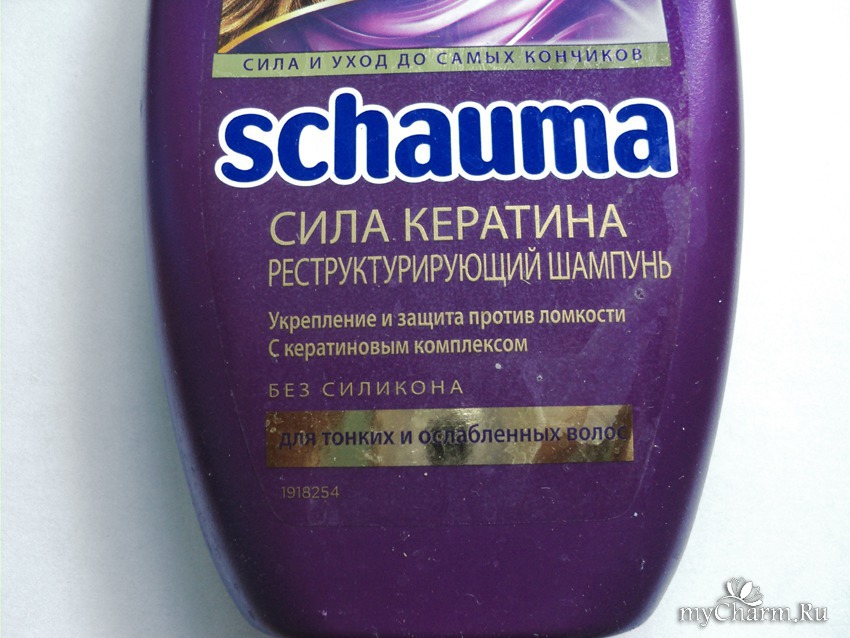 СИЛА И УХОД ДО САМЫХ КОНЧИКОВ
schauma
СИЛА КЕРАТИНА
РЕСТРУКТУРИРУЮЩИЙ ШАМПУНЬ
Укрепление и защита против ломкости
С кератиновым комплексом
БЕЗ СИЛИКОНА
для тонких и ослабленных волос
1918254
myCharm.Ru